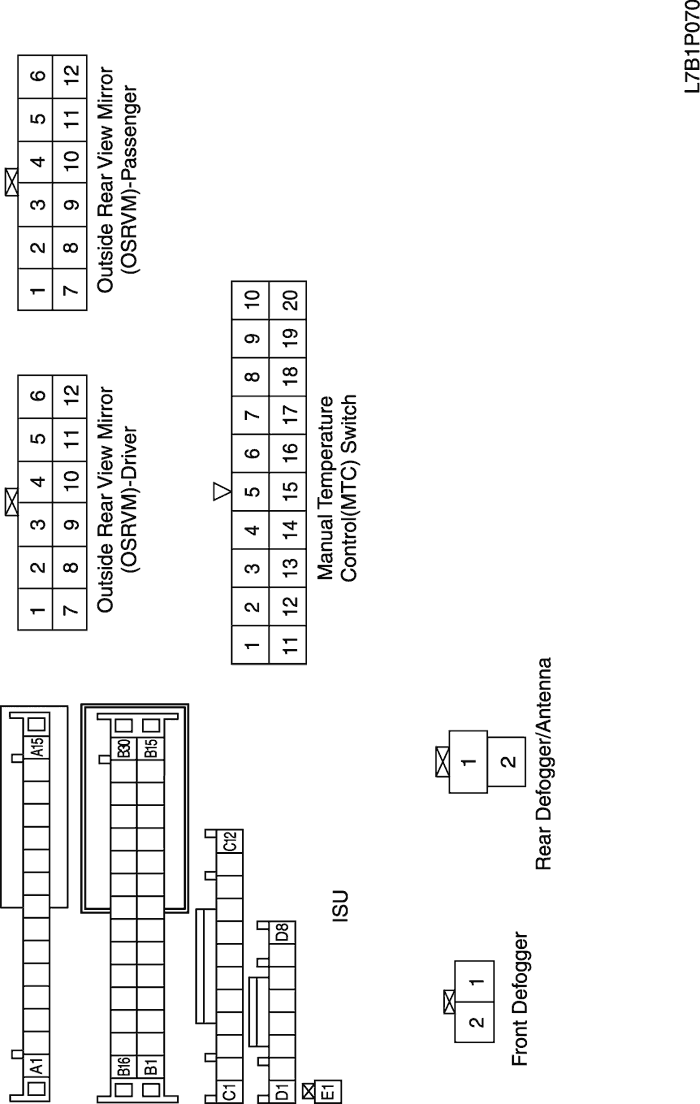 A1 A15
B16 B30
B1 B15
C1 C12
D1 D8
E1
ISU
1 2 3 4 5 6
7 8 9 10 11 12
Outside Rear View Mirror
(OSRVM)-Driver
1 2 3 4 5 6
7 8 9 10 11 12
Outside Rear View Mirror
(OSRVM)-Passenger
1 2 3 4 5 6 7 8 9 10
11 12 13 14 15 16 17 18 19 20
Manual Temperature
Control(MTC) Switch
2 1
Front Defogger
1
2
Rear Defogger/Antenna
L7B1P070